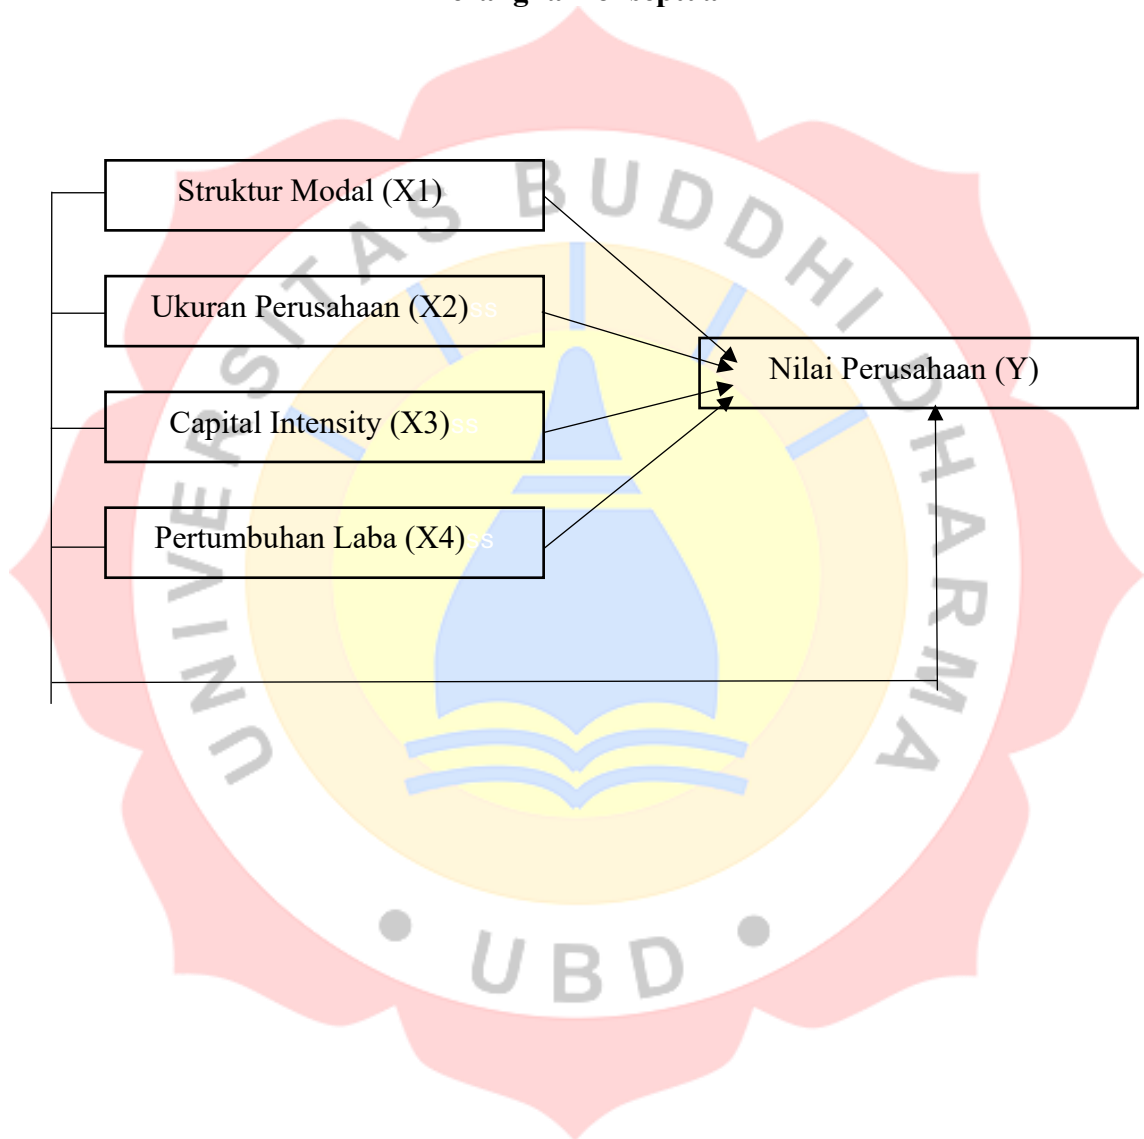 Struktur Modal (X1)
Ukuran Perusahaan (X2)
Capital Intensity (X3)
Pertumbuhan Laba (X4)
Nilai Perusahaan (Y)
UNIVERSITAS BUDDHI DHARMA
• UBD •